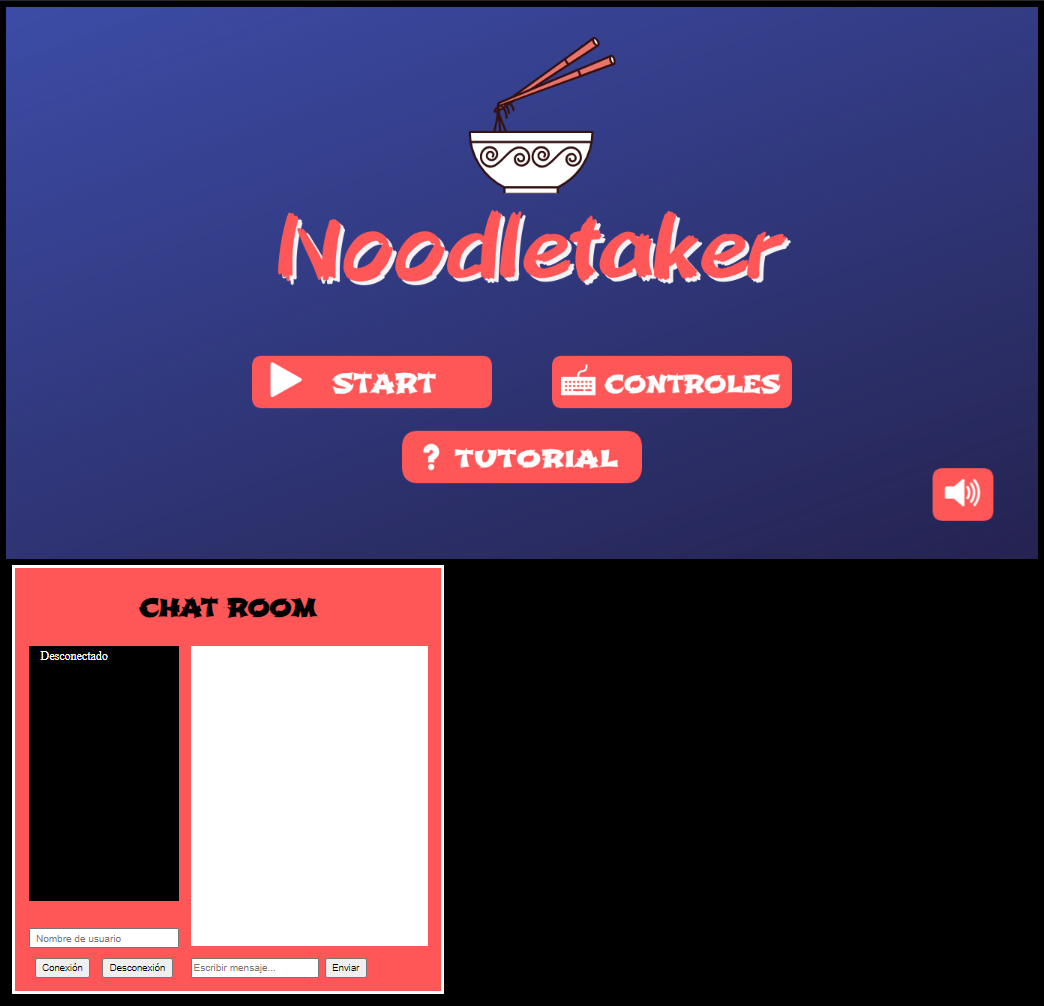 Noodletaker
START
CONTROLES
? TUTORIAL
CHAT ROOM
Desconectado
Nombre de usuario
Conexión
Desconexión
Escribir mensaje...
Enviar